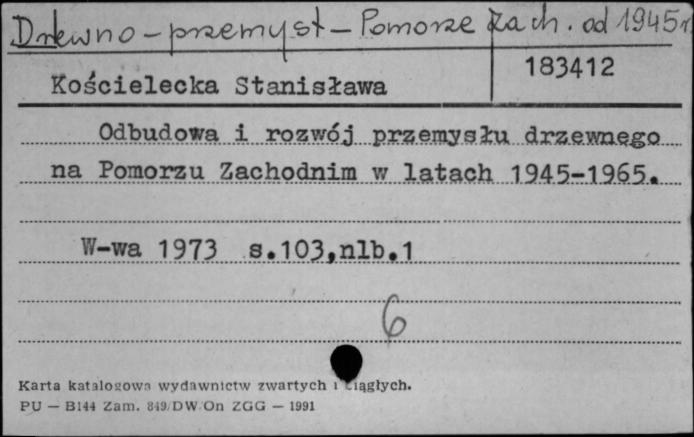 Drewno - przemysł - Pomorze Zach. od 1945 r.
183412
Kościelecka Stanisława
Odbudowa i rozwój przemysłu drzewnego
na Pomorzu Zachodnim w latach 1945-1965.
W-wa 1973 s.103,nlb.1
6
Karta katalogowa wydawnictw zwartych i ciągłych.
PU — B144 Zam. 849/DW/On ZGG — 1991